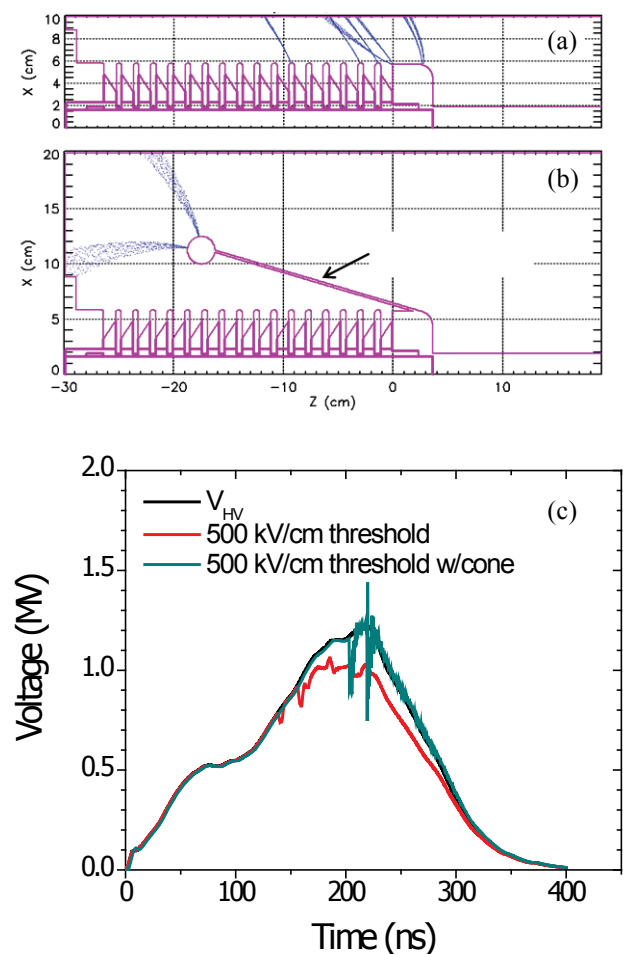 10
8
6
4
2
0
X (cm)
(a)
20
15
10
5
0
X (cm)
(b)
-30
-20
-10
0
10
Z (cm)
2.0
1.5
1.0
0.5
0.0
Voltage (MV)
V_HV
500 kV/cm threshold
500 kV/cm threshold w/cone
(c)
0
100
200
300
400
Time (ns)